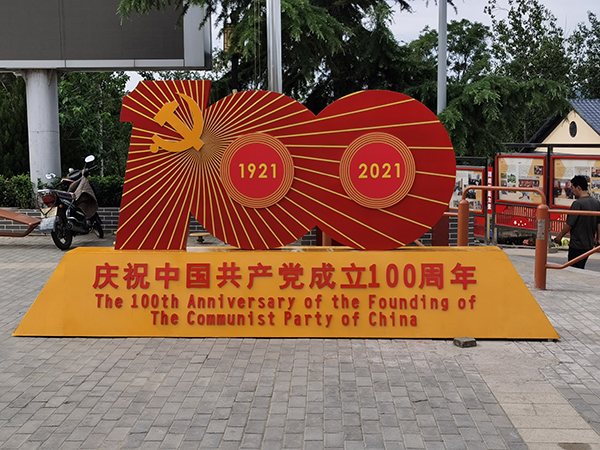 100
1921
2021
庆祝中国共产党成立100周年
The 100th Anniversary of the Founding of
The Communist Party of China